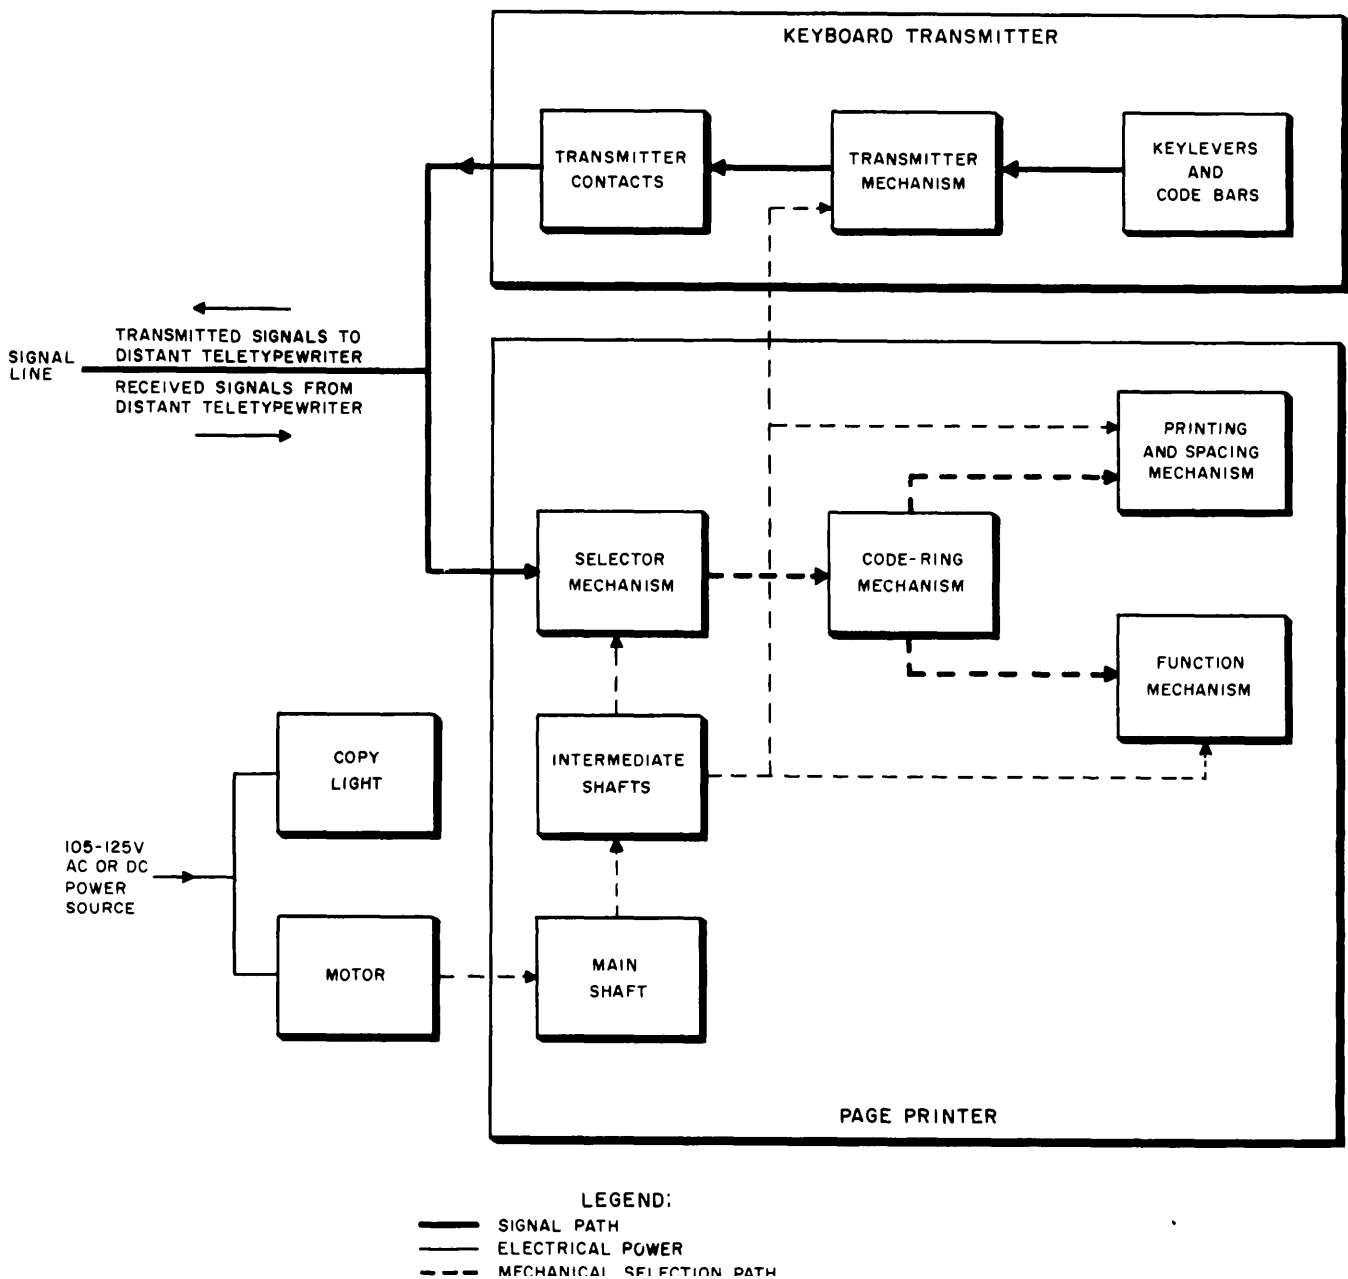 KEYBOARD TRANSMITTER
TRANSMITTER
CONTACTS
TRANSMITTER
MECHANISM
KEYLEVERS
AND
CODE BARS
TRANSMITTED SIGNALS TO
DISTANT TELETYPEWRITER
SIGNAL
LINE
RECEIVED SIGNALS FROM
DISTANT TELETYPEWRITER
PRINTING
AND SPACING
MECHANISM
SELECTOR
MECHANISM
CODE-RING
MECHANISM
FUNCTION
MECHANISM
COPY
LIGHT
INTERMEDIATE
SHAFTS
105-125V
AC OR DC
POWER
SOURCE
MOTOR
MAIN
SHAFT
PAGE PRINTER
LEGEND:
SIGNAL PATH
ELECTRICAL POWER
MECHANICAL SELECTION PATH